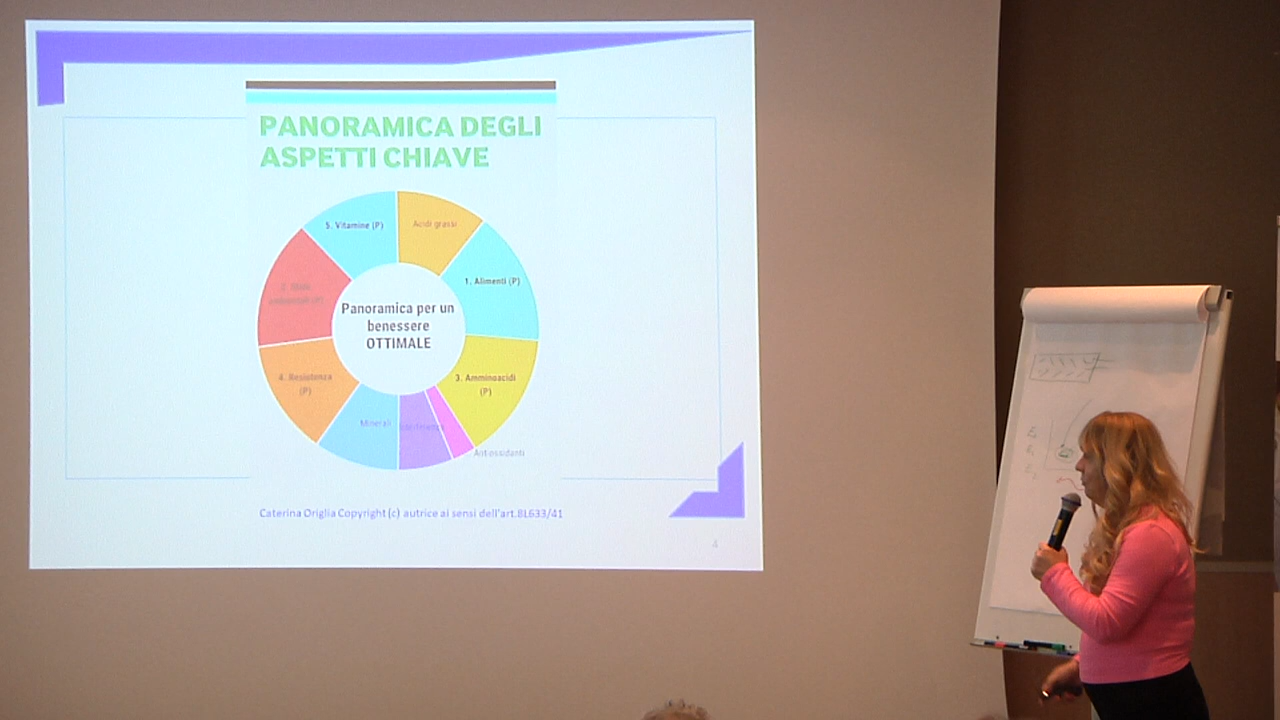 PANORAMICA DEGLI
ASPETTI CHIAVE
5. Vitamine (P)
Acidi grassi
1. Alimenti (P)
Panoramica per un
benessere
OTTIMALE
4. Resistenza
(P)
3. Amminoacidi
(P)
Minerali
Antiossidanti
Caterina Origlia Copyright (c) autrice ai sensi dell'art.8L633/41
4